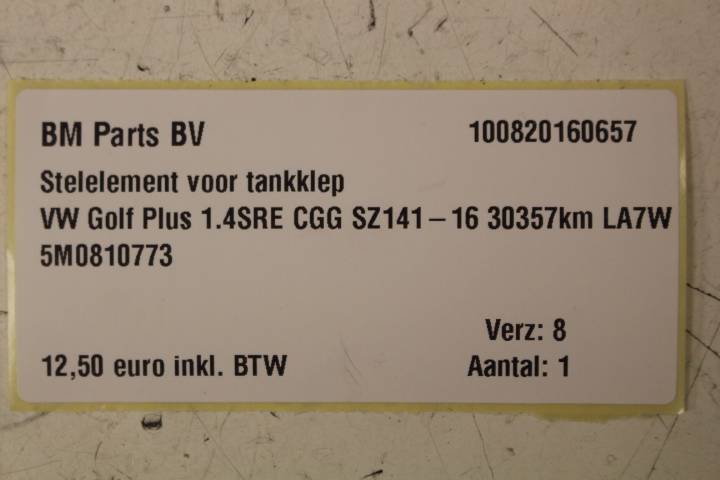 BM Parts BV 100820160657
Stelelement voor tankklep
VW Golf Plus 1.4SRE CGG SZ141-16 30357km LA7W
5M0810773
Verz: 8
12,50 euro inkl. BTW Aantal: 1